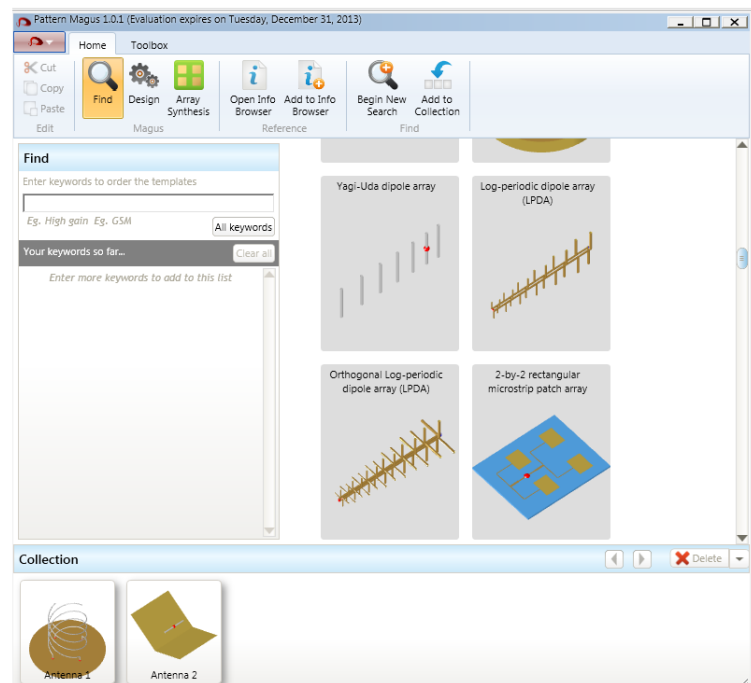 Pattern Magus 1.0.1 (Evaluation expires on Tuesday, December 31, 2013)
Home Toolbox
Cut
Copy
Paste
Edit
Find
Design
Array
Synthesis
Magus
Open Info
Browser
Add to Info
Browser
Reference
Begin New
Search
Add to
Collection
Find
Find
Enter keywords to order the templates
Eg. High gain Eg. GSM
All keywords
Your keywords so far...
Clear all
Enter more keywords to add to this list
Yagi-Uda dipole array
Log-periodic dipole array
(LPDA)
Orthogonal Log-periodic
dipole array (LPDA)
2-by-2 rectangular
microstrip patch array
Collection
Delete
Antenna 1
Antenna 2